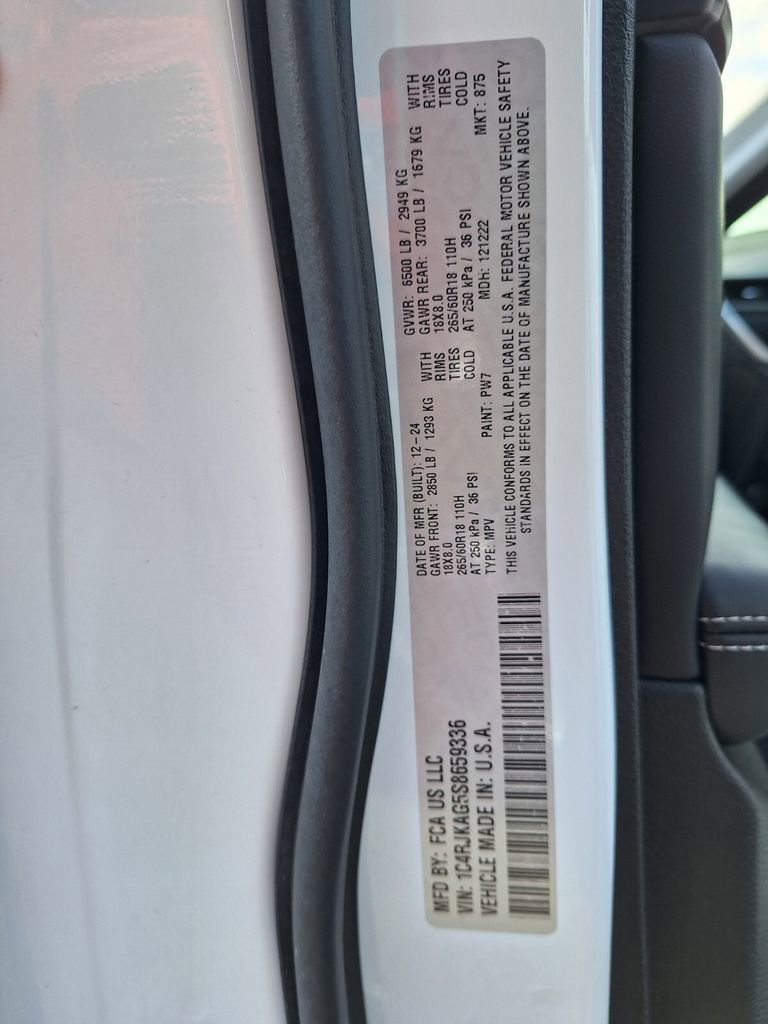 MFD BY: FCA US LLC
VIN: 1C4RJKAG5S8659336
VEHICLE MADE IN: U.S.A.
DATE OF MFR (BUILT): 12-24 GVWR: 6500 LB / 2949 KG
GAWR FRONT: 2850 LB / 1293 KG WITH GAWR REAR: 3700 LB / 1679 KG WITH
18X8.0 RIMS 18X8.0 RIMS
265/60R18 110H TIRES 265/60R18 110H TIRES
AT 250 kPa / 36 PSI COLD AT 250 kPa / 36 PSI COLD
TYPE: MPV PAINT: PW7 MDH: 121222 MKT: 875
THIS VEHICLE CONFORMS TO ALL APPLICABLE U.S.A. FEDERAL MOTOR VEHICLE SAFETY
STANDARDS IN EFFECT ON THE DATE OF MANUFACTURE SHOWN ABOVE.